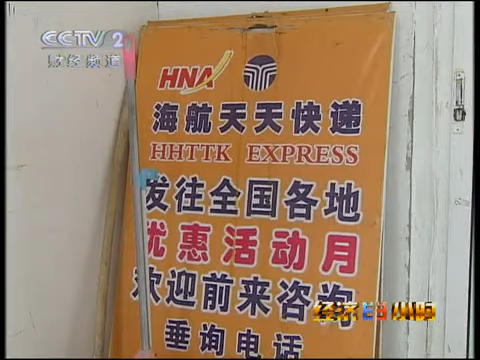 CCTV 2
财经频道
HNA
海航天天快递
HHTTK EXPRESS
发往全国各地
优惠活动月
欢迎前来咨询
垂询电话
经济半小时